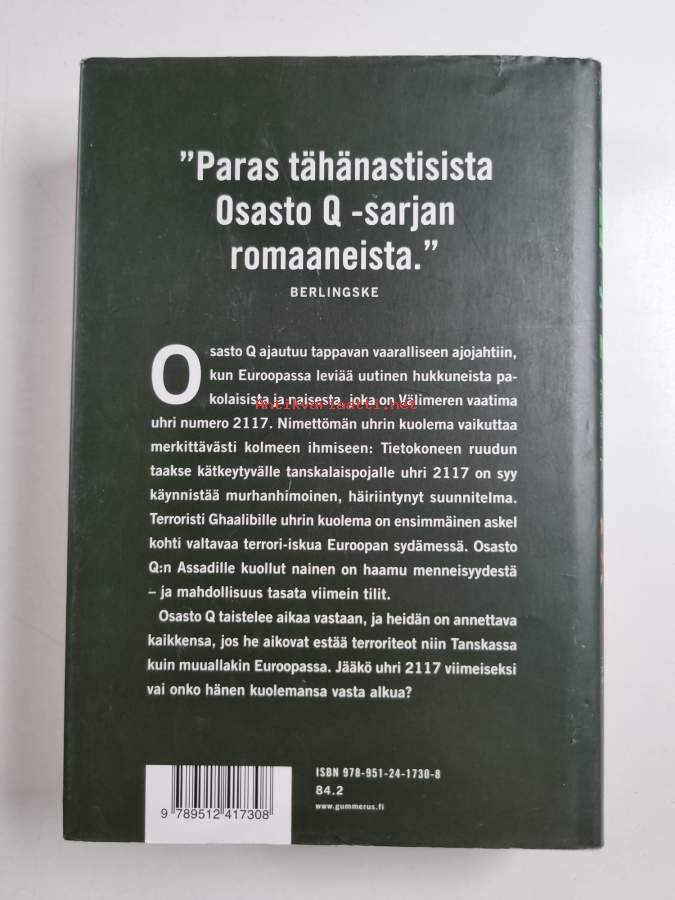 ”Paras tähänastisista
Osasto Q -sarjan
romaaneista.”
BERLINGSKE
Osasto Q ajautuu tappavan vaaralliseen ajojahtiin,
kun Euroopassa leviää uutinen hukkuneista pa-
kolaisista ja naisesta, joka on Välimeren vaatima
Antikvariaatti.net
uhri numero 2117. Nimettömän uhrin kuolema vaikuttaa
merkittävästi kolmeen ihmiseen: Tietokoneen ruudun
taakse kätkeytyvälle tanskalaispojalle uhri 2117 on syy
käynnistää murhanhimoinen, häiriintynyt suunnitelma.
Terroristi Ghaalibille uhrin kuolema on ensimmäinen askel
kohti valtavaa terrori-iskua Euroopan sydämessä. Osasto
Q:n Assadille kuollut nainen on haamu menneisyydestä
– ja mahdollisuus tasata viimein tilit.
Osasto Q taistelee aikaa vastaan, ja heidän on annettava
kaikkensa, jos he aikovat estää terroriteot niin Tanskassa
kuin muuallakin Euroopassa. Jääkö uhri 2117 viimeiseksi
vai onko hänen kuolemansa vasta alkua?
ISBN 978-951-24-1730-8
84.2
www.gummerus.fi
9 789512 417308